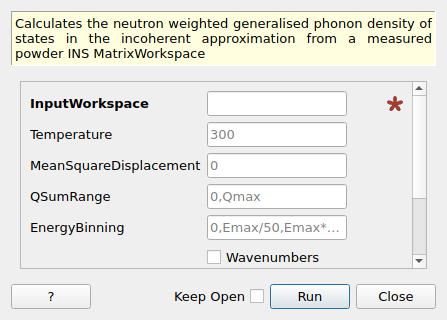 Calculates the neutron weighted generalised phonon density of
states in the incoherent approximation from a measured
powder INS MatrixWorkspace
InputWorkspace
Temperature 300
MeanSquareDisplacement 0
QSumRange 0,Qmax
EnergyBinning 0,Emax/50,Emax*...
Wavenumbers
? Keep Open Run Close